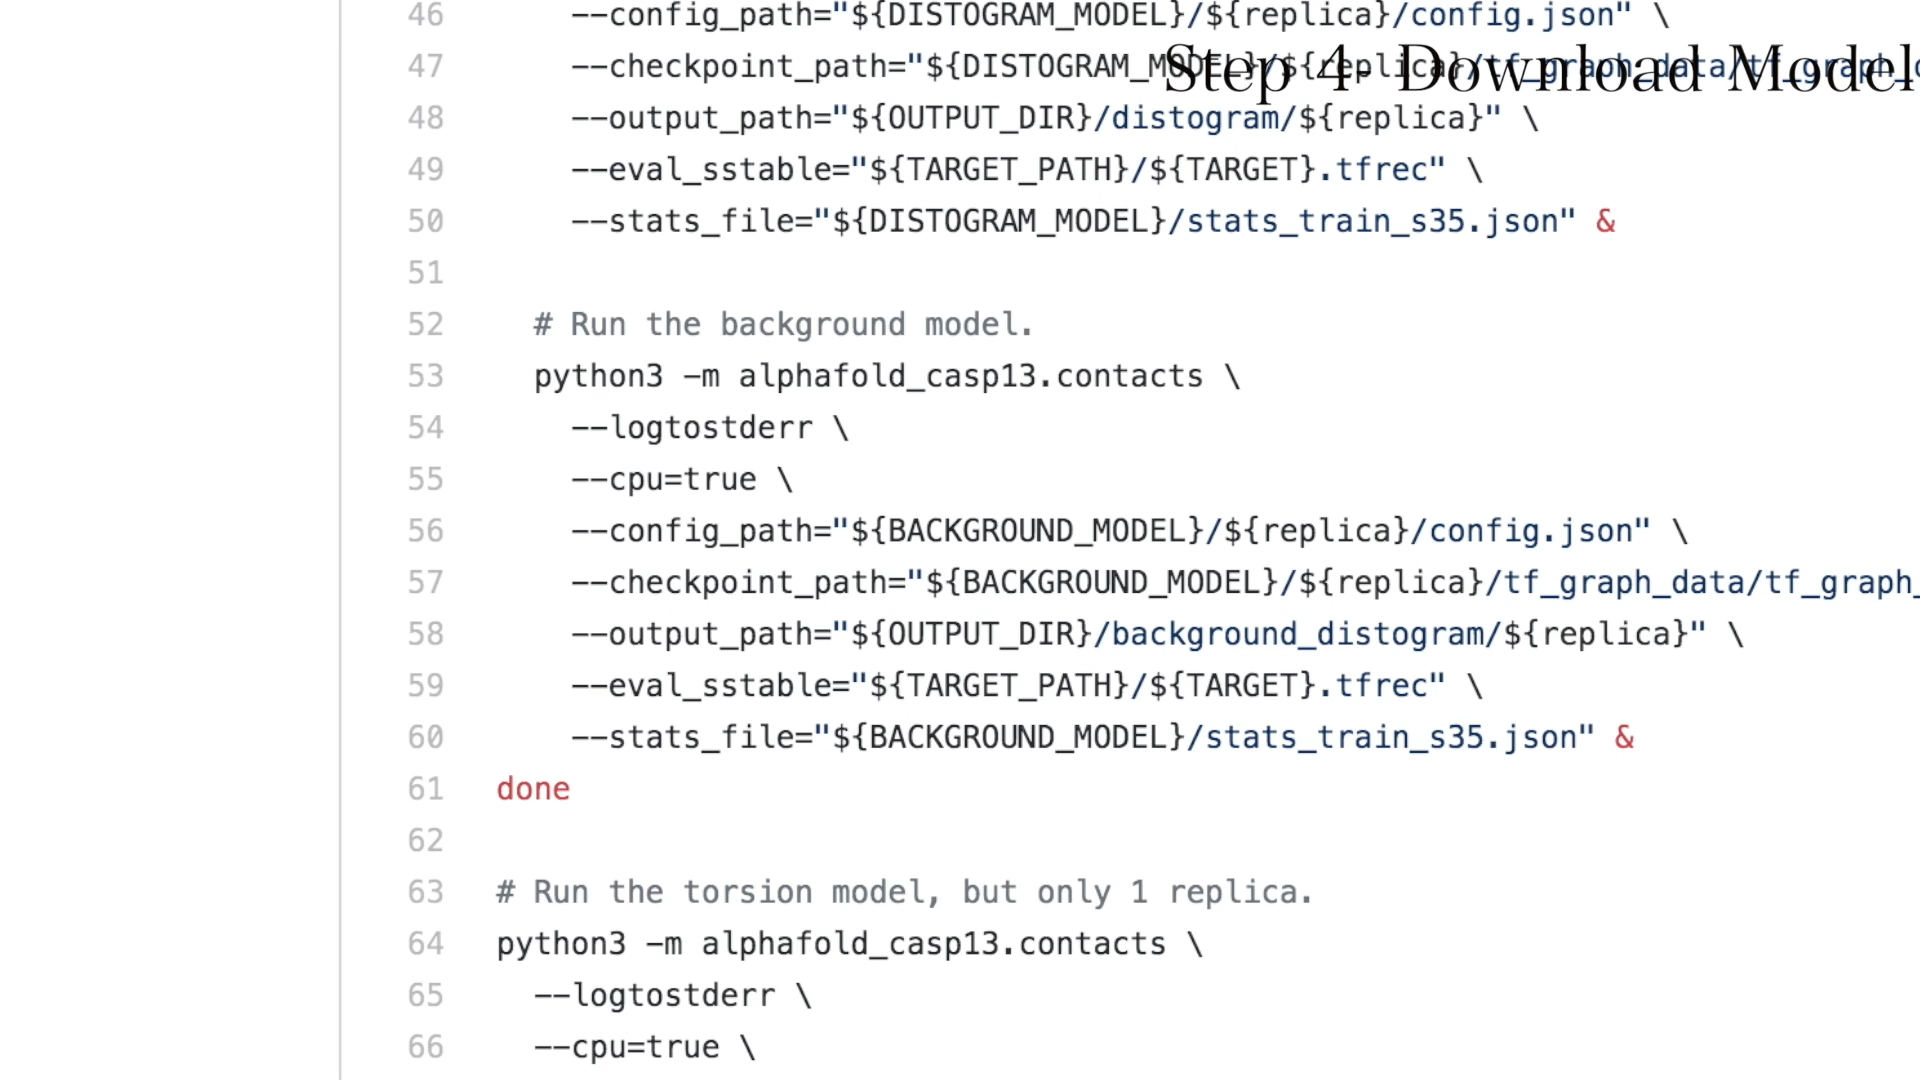 46 --config_path="${DISTOGRAM_MODEL}/${replica}/config.json" \
Step 4- Download Model
47 --checkpoint_path="${DISTOGRAM_MODEL}/${replica}/tf_graph_data/tf_graph_
48 --output_path="${OUTPUT_DIR}/distogram/${replica}" \
49 --eval_sstable="${TARGET_PATH}/${TARGET}.tfrec" \
50 --stats_file="${DISTOGRAM_MODEL}/stats_train_s35.json" &
51
52 # Run the background model.
53 python3 -m alphafold_casp13.contacts \
54 --logtostderr \
55 --cpu=true \
56 --config_path="${BACKGROUND_MODEL}/${replica}/config.json" \
57 --checkpoint_path="${BACKGROUND_MODEL}/${replica}/tf_graph_data/tf_graph_
58 --output_path="${OUTPUT_DIR}/background_distogram/${replica}" \
59 --eval_sstable="${TARGET_PATH}/${TARGET}.tfrec" \
60 --stats_file="${BACKGROUND_MODEL}/stats_train_s35.json" &
61 done
62
63 # Run the torsion model, but only 1 replica.
64 python3 -m alphafold_casp13.contacts \
65 --logtostderr \
66 --cpu=true \